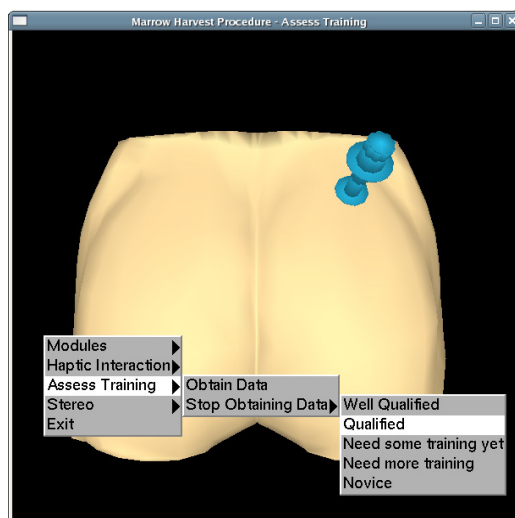 Marrow Harvest Procedure - Assess Training
Modules
Haptic Interaction
Assess Training
Stereo
Exit
Obtain Data
Stop Obtaining Data
Well Qualified
Qualified
Need some training yet
Need more training
Novice